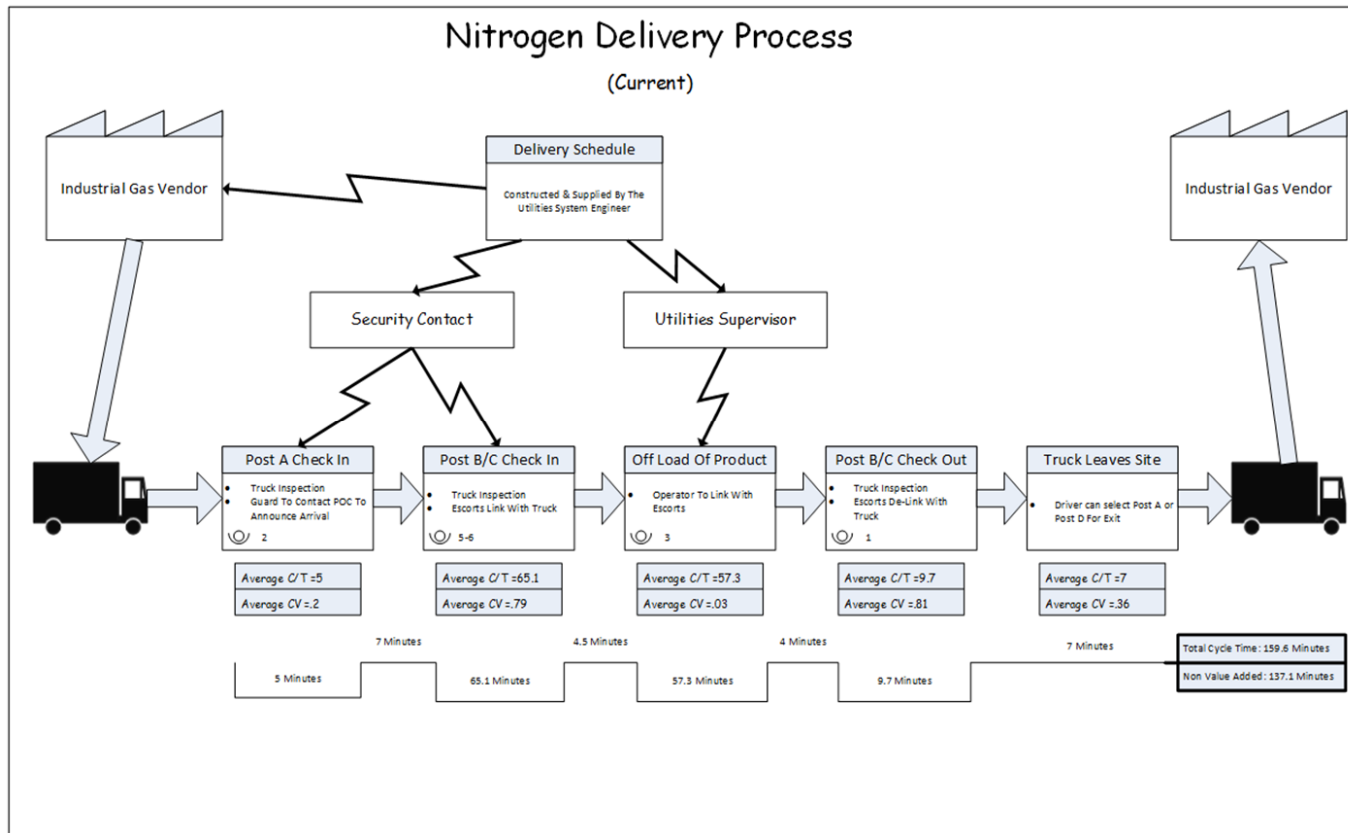 Nitrogen Delivery Process
(Current)
Industrial Gas Vendor
Delivery Schedule
Constructed & Supplied By The
Utilities System Engineer
Industrial Gas Vendor
Security Contact
Utilities Supervisor
Post A Check In
• Truck Inspection
• Guard To Contact POC To
Announce Arrival
2
Post B/C Check In
• Truck Inspection
• Escorts Link With Truck
5-6
Off Load Of Product
• Operator To Link With
Escorts
3
Post B/C Check Out
• Truck Inspection
• Escorts De-Link With
Truck
1
Truck Leaves Site
• Driver can select Post A or
Post D For Exit
Average C/T =5
Average CV =.2
Average C/T =65.1
Average CV =.79
Average C/T =57.3
Average CV =.03
Average C/T =9.7
Average CV =.81
Average C/T =7
Average CV =.36
7 Minutes
4.5 Minutes
4 Minutes
7 Minutes
5 Minutes
65.1 Minutes
57.3 Minutes
9.7 Minutes
Total Cycle Time: 159.6 Minutes
Non Value Added: 137.1 Minutes